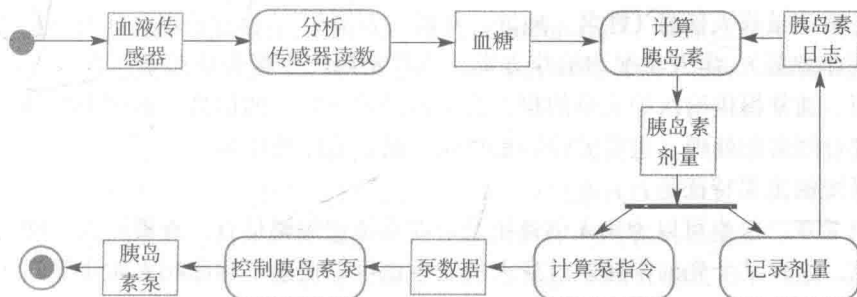 血液传
感器
分析
传感器读数
血糖
计算
胰岛素
胰岛素
日志
胰岛素
剂量
胰岛
素泵
控制胰岛素泵
泵数据
计算泵指令
记录剂量